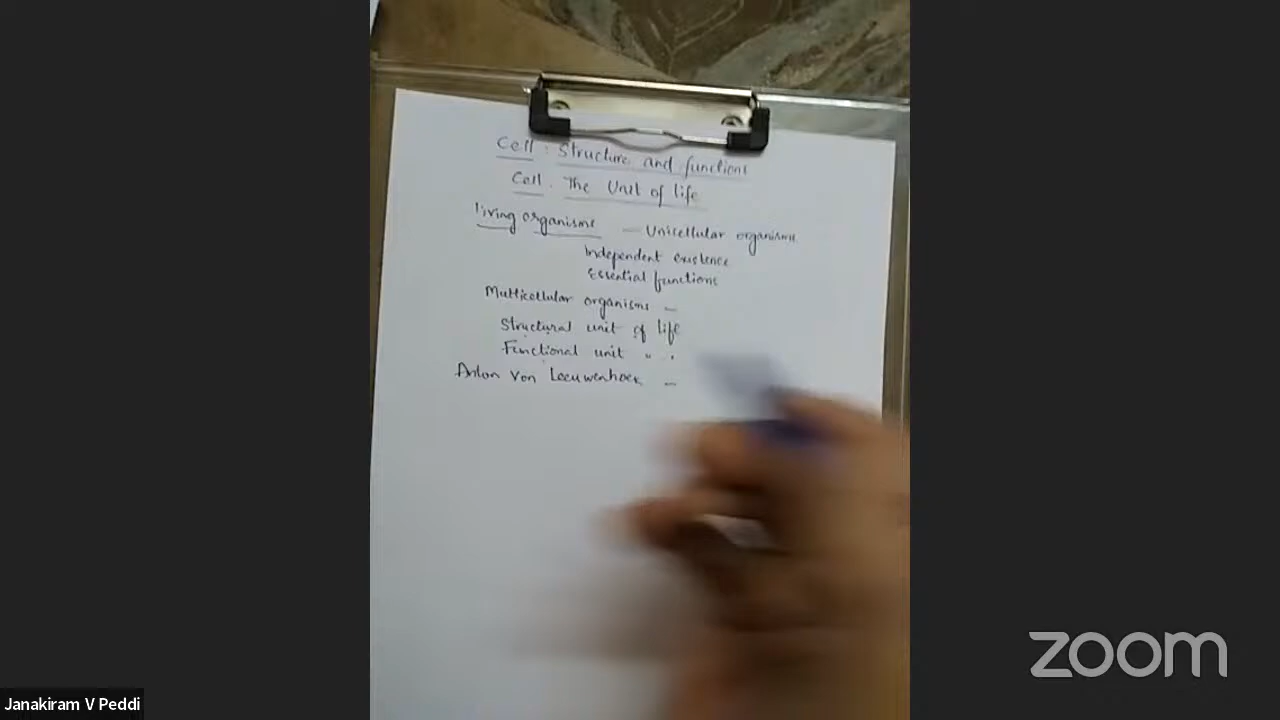 Cell : Structure and functions
Cell . The Unit of life
living organisms — Unicellular organisms
Independent existence
Essential functions
Multicellular organisms —
Structural unit of life
Functional unit " "
Anton Von Leeuwenhoek —
zoom
Janakiram V Peddi